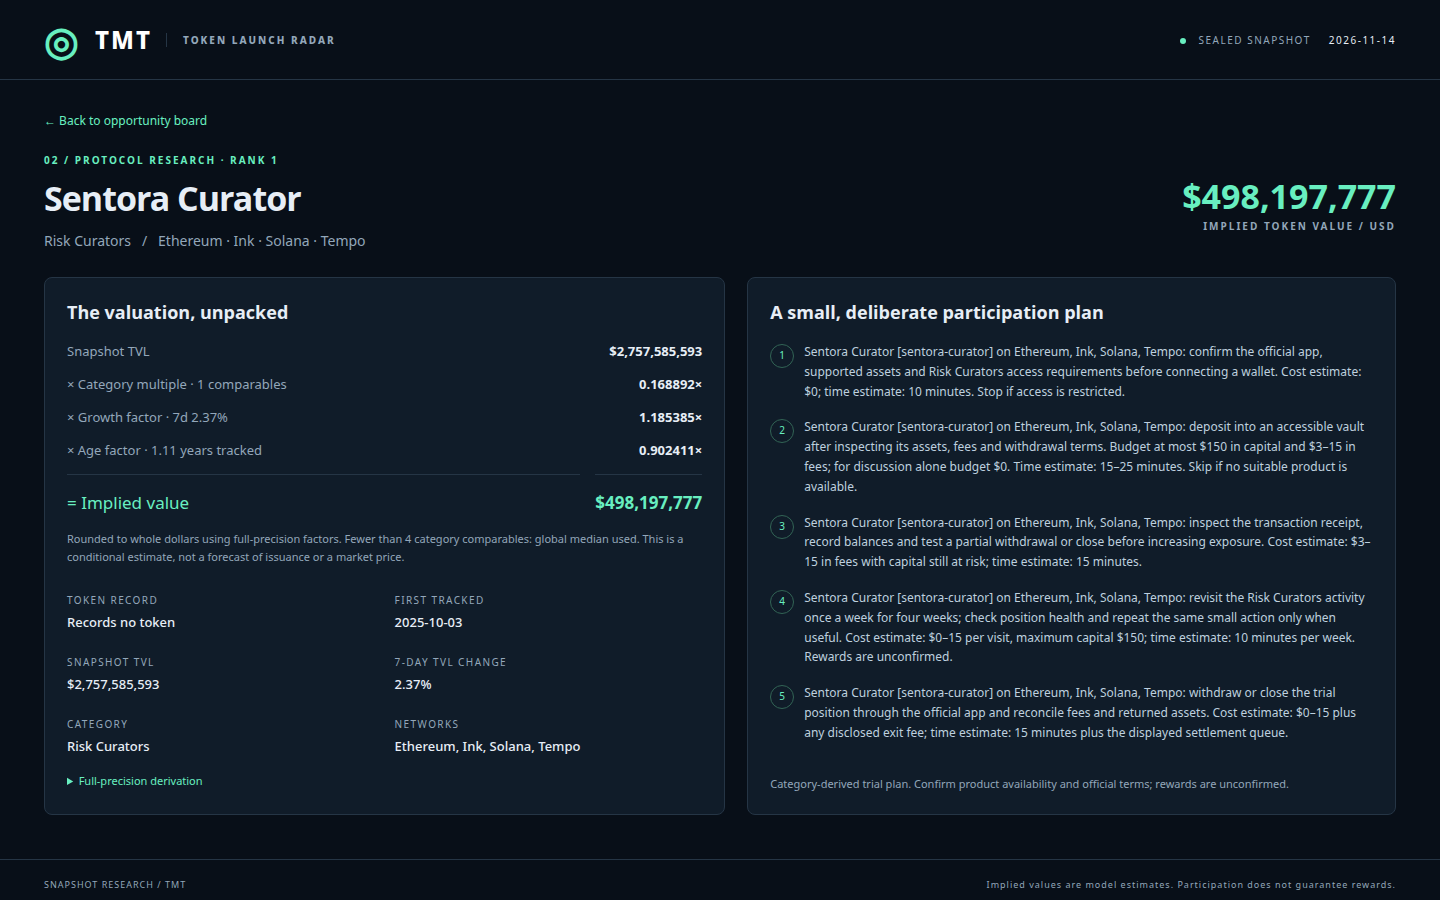 TMT
TOKEN LAUNCH RADAR
SEALED SNAPSHOT 2026-11-14
← Back to opportunity board
02 / PROTOCOL RESEARCH · RANK 1
Sentora Curator
Risk Curators / Ethereum · Ink · Solana · Tempo
$498,197,777
IMPLIED TOKEN VALUE / USD
The valuation, unpacked
Snapshot TVL $2,757,585,593
× Category multiple · 1 comparables 0.168892×
× Growth factor · 7d 2.37% 1.185385×
× Age factor · 1.11 years tracked 0.902411×
= Implied value $498,197,777
Rounded to whole dollars using full-precision factors. Fewer than 4 category comparables: global median used. This is a
conditional estimate, not a forecast of issuance or a market price.
TOKEN RECORD FIRST TRACKED
Records no token 2025-10-03
SNAPSHOT TVL 7-DAY TVL CHANGE
$2,757,585,593 2.37%
CATEGORY NETWORKS
Risk Curators Ethereum, Ink, Solana, Tempo
▶ Full-precision derivation
A small, deliberate participation plan
1 Sentora Curator [sentora-curator] on Ethereum, Ink, Solana, Tempo: confirm the official app,
supported assets and Risk Curators access requirements before connecting a wallet. Cost estimate:
$0; time estimate: 10 minutes. Stop if access is restricted.
2 Sentora Curator [sentora-curator] on Ethereum, Ink, Solana, Tempo: deposit into an accessible vault
after inspecting its assets, fees and withdrawal terms. Budget at most $150 in capital and $3–15 in
fees; for discussion alone budget $0. Time estimate: 15–25 minutes. Skip if no suitable product is
available.
3 Sentora Curator [sentora-curator] on Ethereum, Ink, Solana, Tempo: inspect the transaction receipt,
record balances and test a partial withdrawal or close before increasing exposure. Cost estimate: $3–
15 in fees with capital still at risk; time estimate: 15 minutes.
4 Sentora Curator [sentora-curator] on Ethereum, Ink, Solana, Tempo: revisit the Risk Curators activity
once a week for four weeks; check position health and repeat the same small action only when
useful. Cost estimate: $0–15 per visit, maximum capital $150; time estimate: 10 minutes per week.
Rewards are unconfirmed.
5 Sentora Curator [sentora-curator] on Ethereum, Ink, Solana, Tempo: withdraw or close the trial
position through the official app and reconcile fees and returned assets. Cost estimate: $0–15 plus
any disclosed exit fee; time estimate: 15 minutes plus the displayed settlement queue.
Category-derived trial plan. Confirm product availability and official terms; rewards are unconfirmed.
SNAPSHOT RESEARCH / TMT
Implied values are model estimates. Participation does not guarantee rewards.